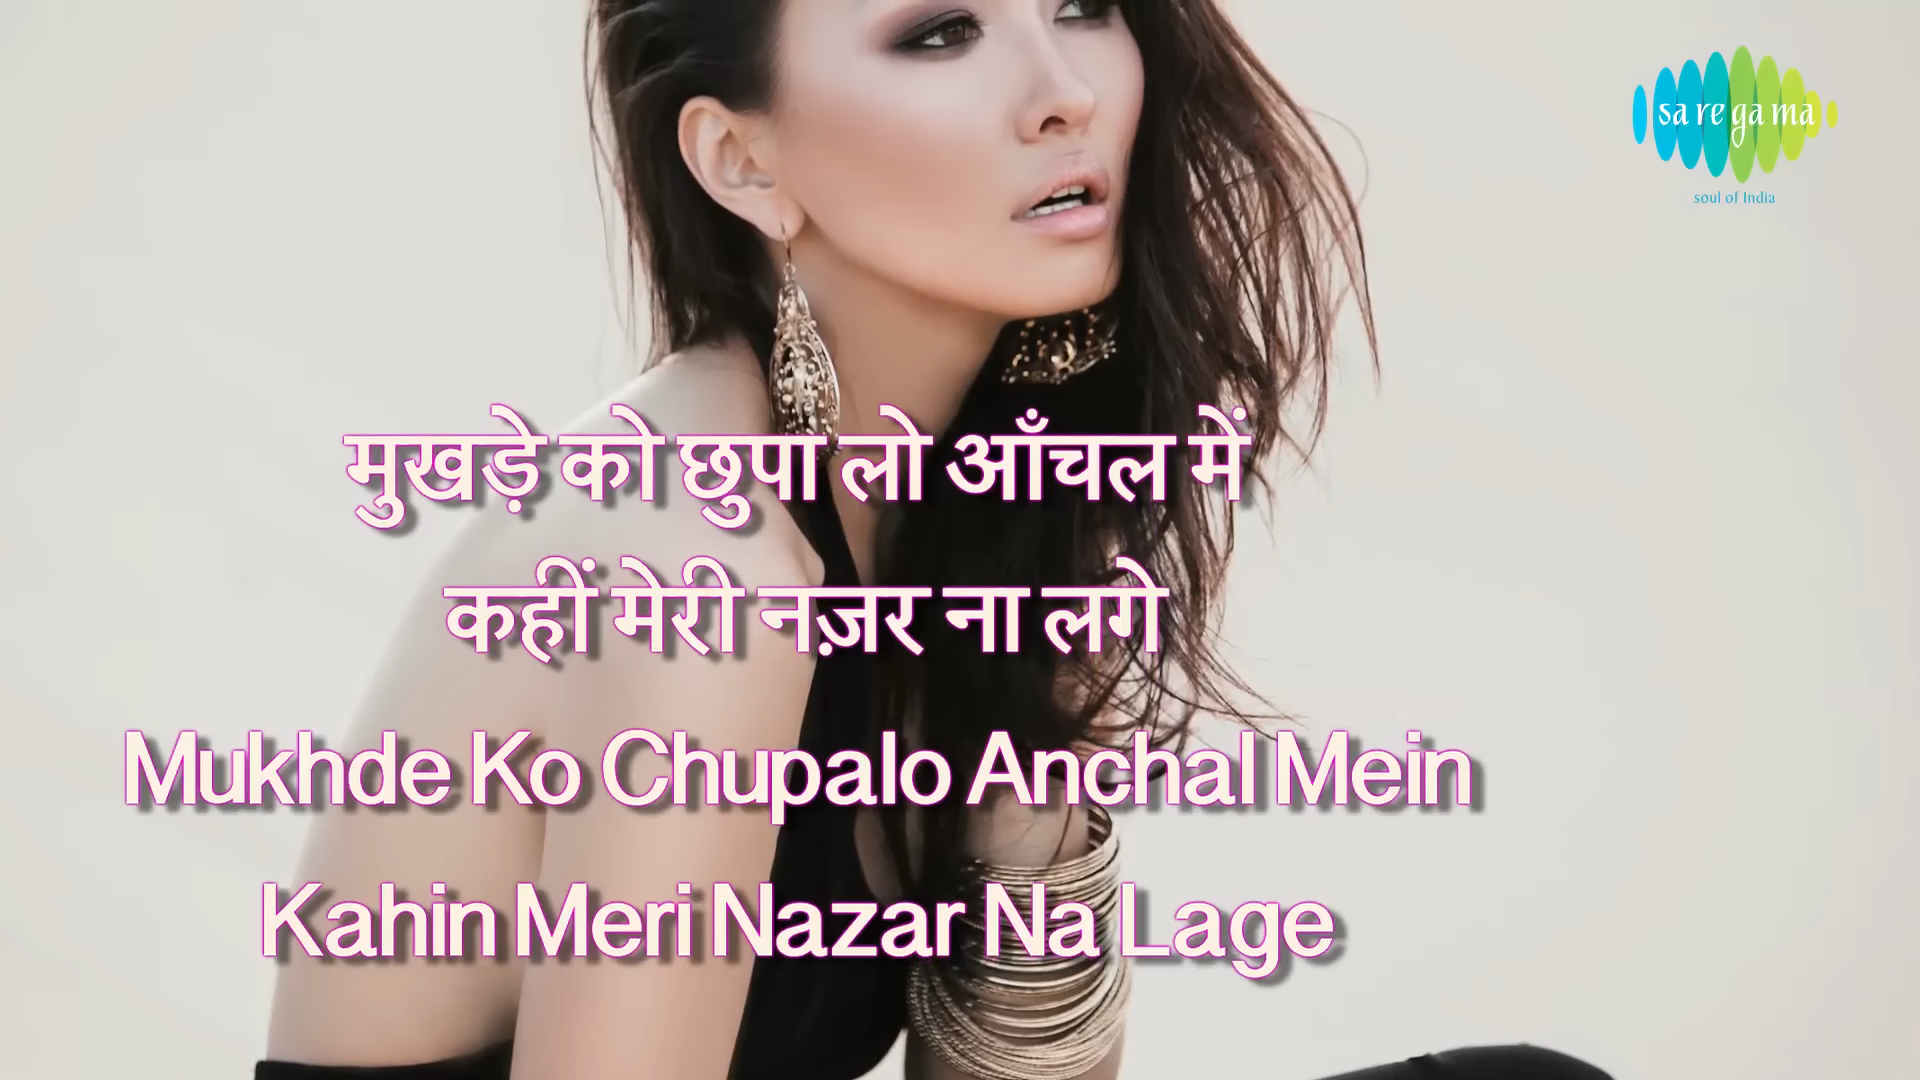 sa re ga ma
soul of India
मुखड़े को छुपा लो आँचल में
कहीं मेरी नज़र ना लगे
Mukhde Ko Chupalo Anchal Mein
Kahin Meri Nazar Na Lage